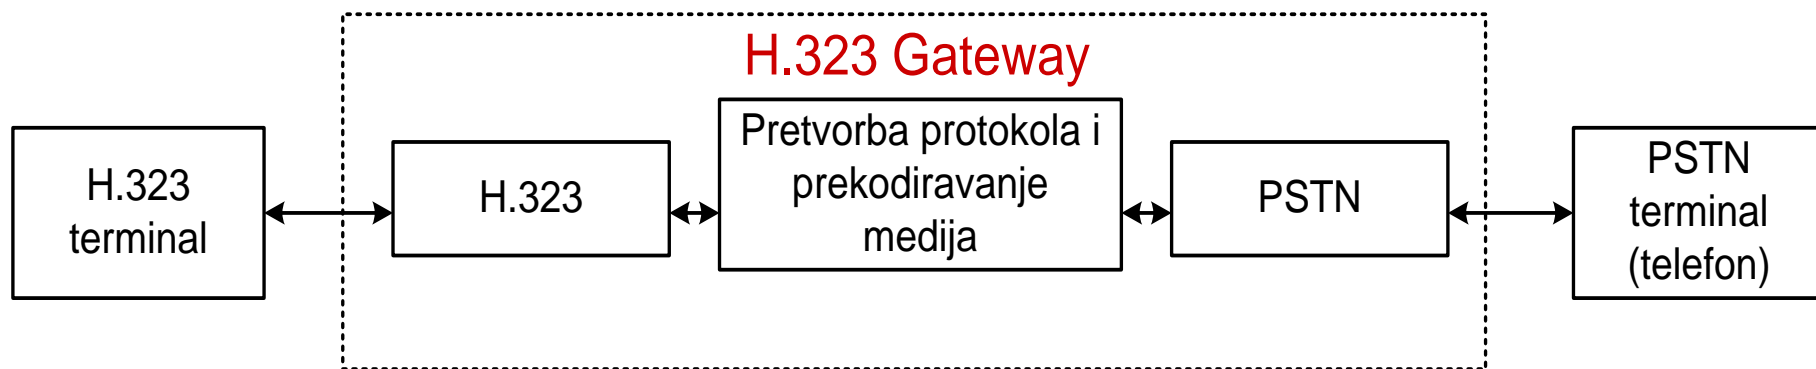 H.323 Gateway
H.323
terminal
H.323
Pretvorba protokola i
prekodiravanje
medija
PSTN
PSTN
terminal
(telefon)